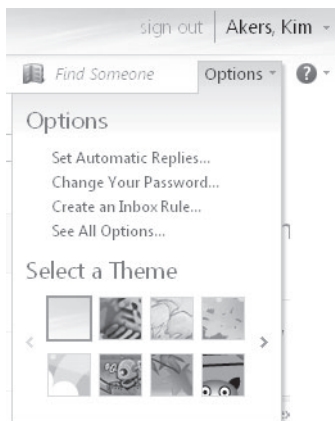 sign out | Akers, Kim
Find Someone Options ?
Options
Set Automatic Replies...
Change Your Password...
Create an Inbox Rule...
See All Options...
Select a Theme